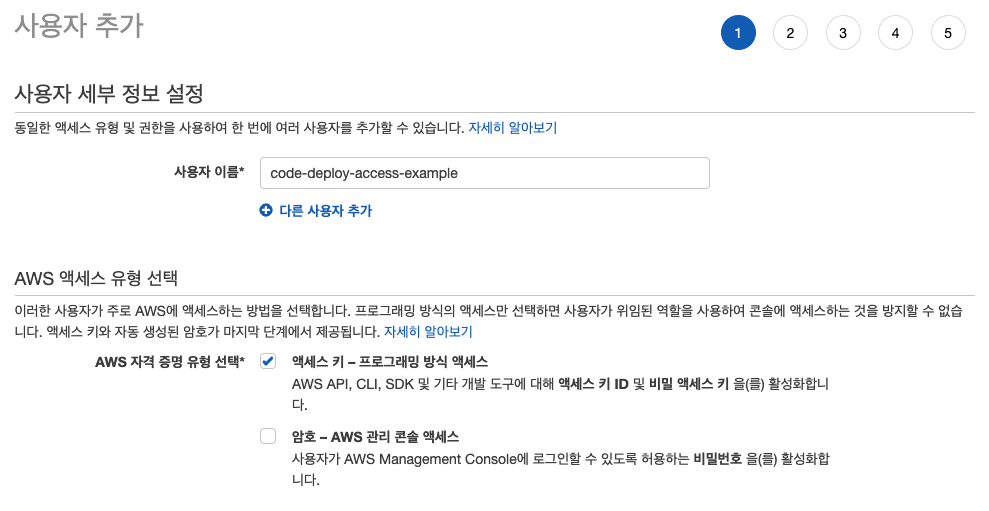 사용자 추가
1 2 3 4 5
사용자 세부 정보 설정
동일한 액세스 유형 및 권한을 사용하여 한 번에 여러 사용자를 추가할 수 있습니다. 자세히 알아보기
사용자 이름* code-deploy-access-example
다른 사용자 추가
AWS 액세스 유형 선택
이러한 사용자가 주로 AWS에 액세스하는 방법을 선택합니다. 프로그래밍 방식의 액세스만 선택하면 사용자가 위임된 역할을 사용하여 콘솔에 액세스하는 것을 방지할 수 없습
니다. 액세스 키와 자동 생성된 암호가 마지막 단계에서 제공됩니다. 자세히 알아보기
AWS 자격 증명 유형 선택* 액세스 키 – 프로그래밍 방식 액세스
AWS API, CLI, SDK 및 기타 개발 도구에 대해 액세스 키 ID 및 비밀 액세스 키 을(를) 활성화합니
다.
암호 – AWS 관리 콘솔 액세스
사용자가 AWS Management Console에 로그인할 수 있도록 허용하는 비밀번호 을(를) 활성화합
니다.